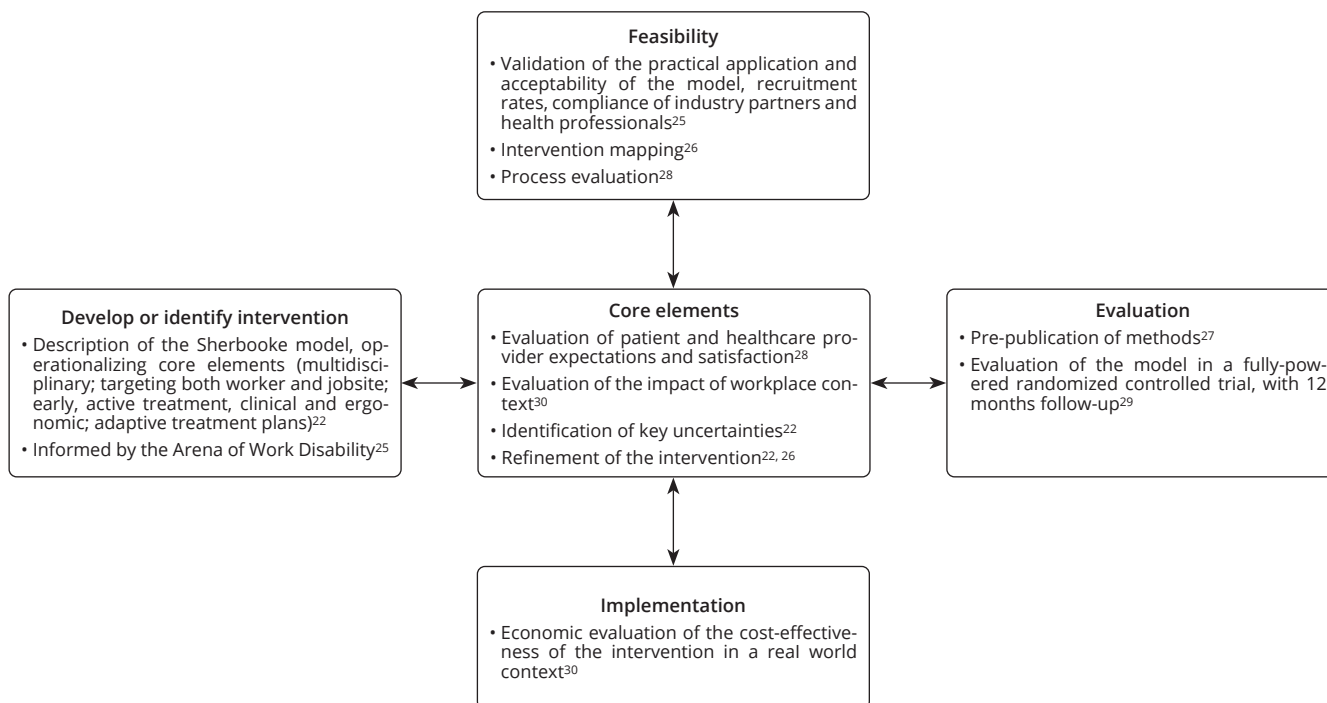 Feasibility
• Validation of the practical application and
acceptability of the model, recruitment
rates, compliance of industry partners and
health professionals25
• Intervention mapping26
• Process evaluation28
Develop or identify intervention
• Description of the Sherbooke model, op-
erationalizing core elements (multidisci-
plinary; targeting both worker and jobsite;
early, active treatment, clinical and ergo-
nomic; adaptive treatment plans)22
• Informed by the Arena of Work Disability25
Core elements
• Evaluation of patient and healthcare pro-
vider expectations and satisfaction28
• Evaluation of the impact of workplace con-
text30
• Identification of key uncertainties22
• Refinement of the intervention22, 26
Evaluation
• Pre-publication of methods27
• Evaluation of the model in a fully-pow-
ered randomized controlled trial, with 12
months follow-up29
Implementation
• Economic evaluation of the cost-effective-
ness of the intervention in a real world
context30